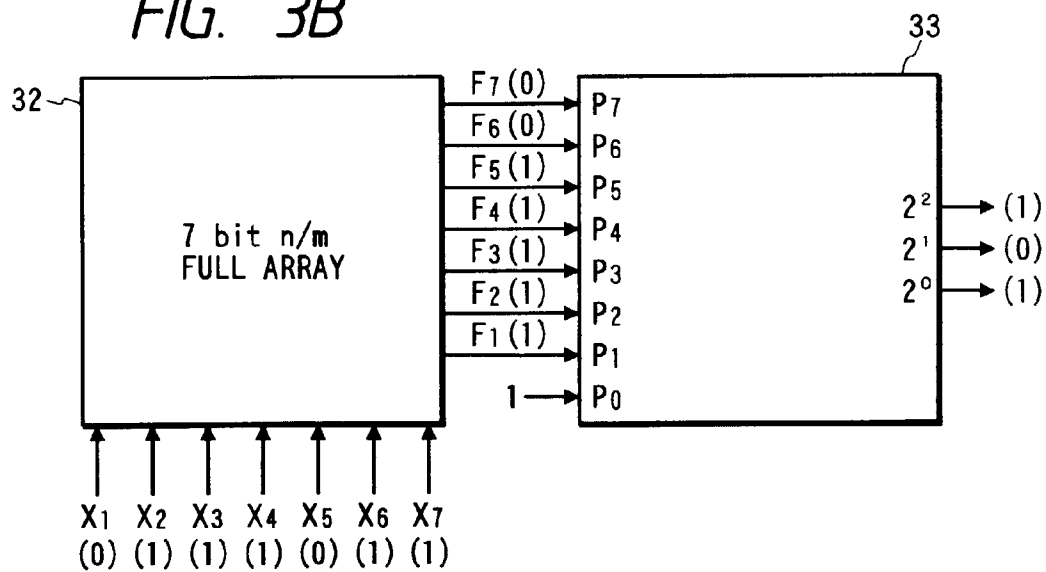 FIG. 3B
33
32
F7(0)
F6(0)
F5(1)
F4(1)
F3(1)
F2(1)
F1(1)
7 bit n/m
FULL ARRAY
P7
P6
P5
P4
P3
P2
P1
1
P0
2² (1)
2¹ (0)
2⁰ (1)
X1 X2 X3 X4 X5 X6 X7
(0) (1) (1) (1) (0) (1) (1)